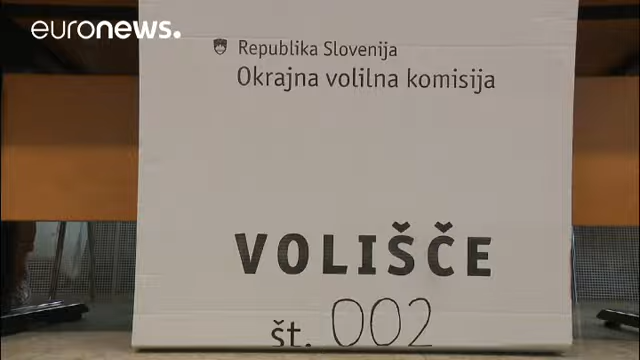 euronews.
Republika Slovenija
Okrajna volilna komisija
VOLIŠČE
št. 002